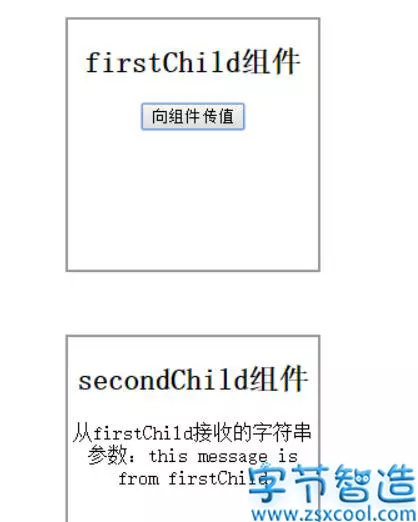 firstChild组件
向组件传值
secondChild组件
从firstChild接收的字符串
参数：this message is
from firstChild
字节智造
www.zsxcool.com